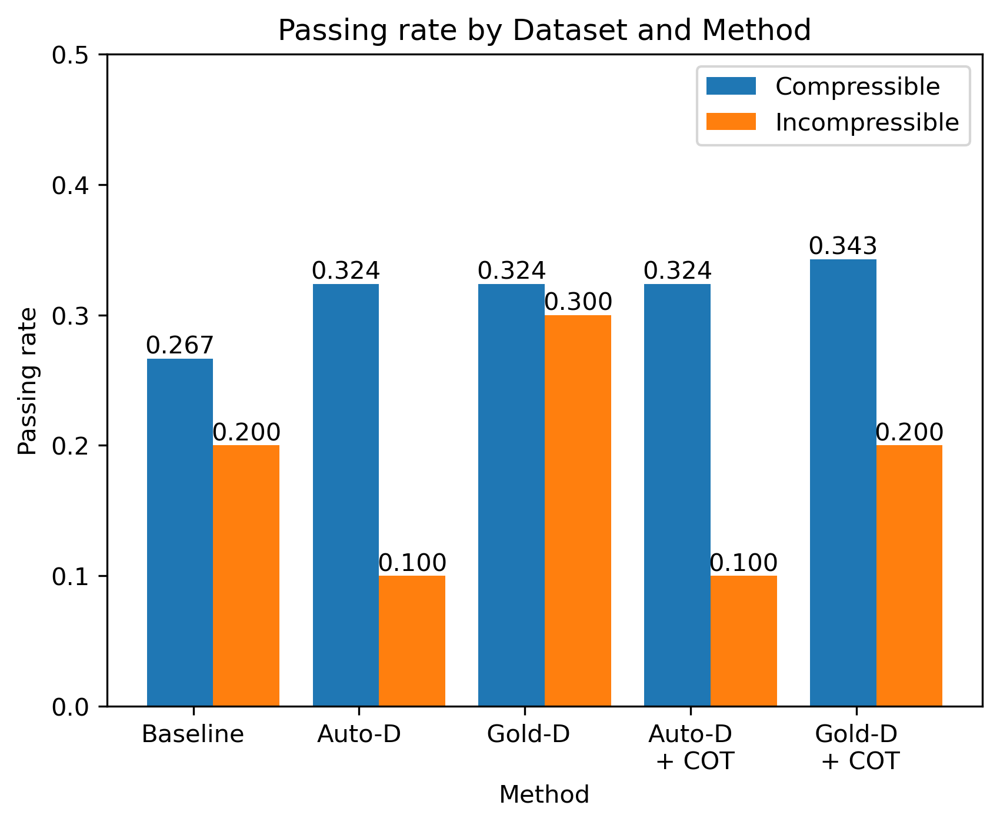 Passing rate by Dataset and Method
0.5
0.4
0.3
0.2
0.1
0.0
Passing rate
Compressible
Incompressible
0.267
0.200
0.324
0.100
0.324
0.300
0.324
0.100
0.343
0.200
Baseline
Auto-D
Gold-D
Auto-D
+ COT
Gold-D
+ COT
Method